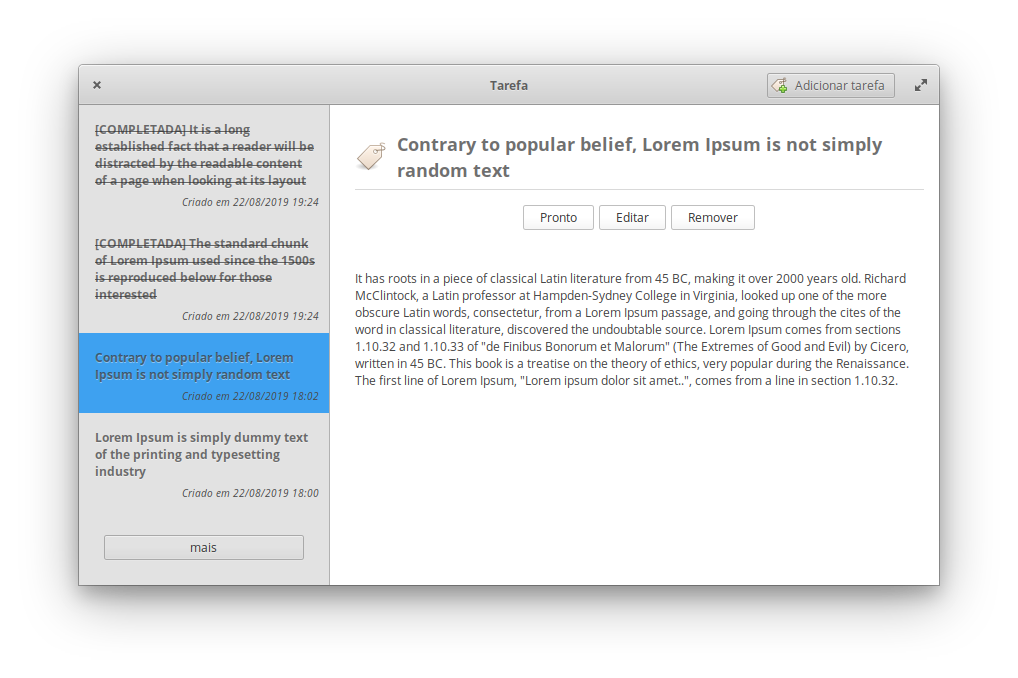 Tarefa
Adicionar tarefa
[COMPLETADA] It is a long
established fact that a reader will be
distracted by the readable content
of a page when looking at its layout
Criado em 22/08/2019 19:24
[COMPLETADA] The standard chunk
of Lorem Ipsum used since the 1500s
is reproduced below for those
interested
Criado em 22/08/2019 19:24
Contrary to popular belief, Lorem
Ipsum is not simply random text
Criado em 22/08/2019 18:02
Lorem Ipsum is simply dummy text
of the printing and typesetting
industry
Criado em 22/08/2019 18:00
mais
Contrary to popular belief, Lorem Ipsum is not simply
random text
Pronto
Editar
Remover
It has roots in a piece of classical Latin literature from 45 BC, making it over 2000 years old. Richard
McClintock, a Latin professor at Hampden-Sydney College in Virginia, looked up one of the more
obscure Latin words, consectetur, from a Lorem Ipsum passage, and going through the cites of the
word in classical literature, discovered the undoubtable source. Lorem Ipsum comes from sections
1.10.32 and 1.10.33 of "de Finibus Bonorum et Malorum" (The Extremes of Good and Evil) by Cicero,
written in 45 BC. This book is a treatise on the theory of ethics, very popular during the Renaissance.
The first line of Lorem Ipsum, "Lorem ipsum dolor sit amet..", comes from a line in section 1.10.32.